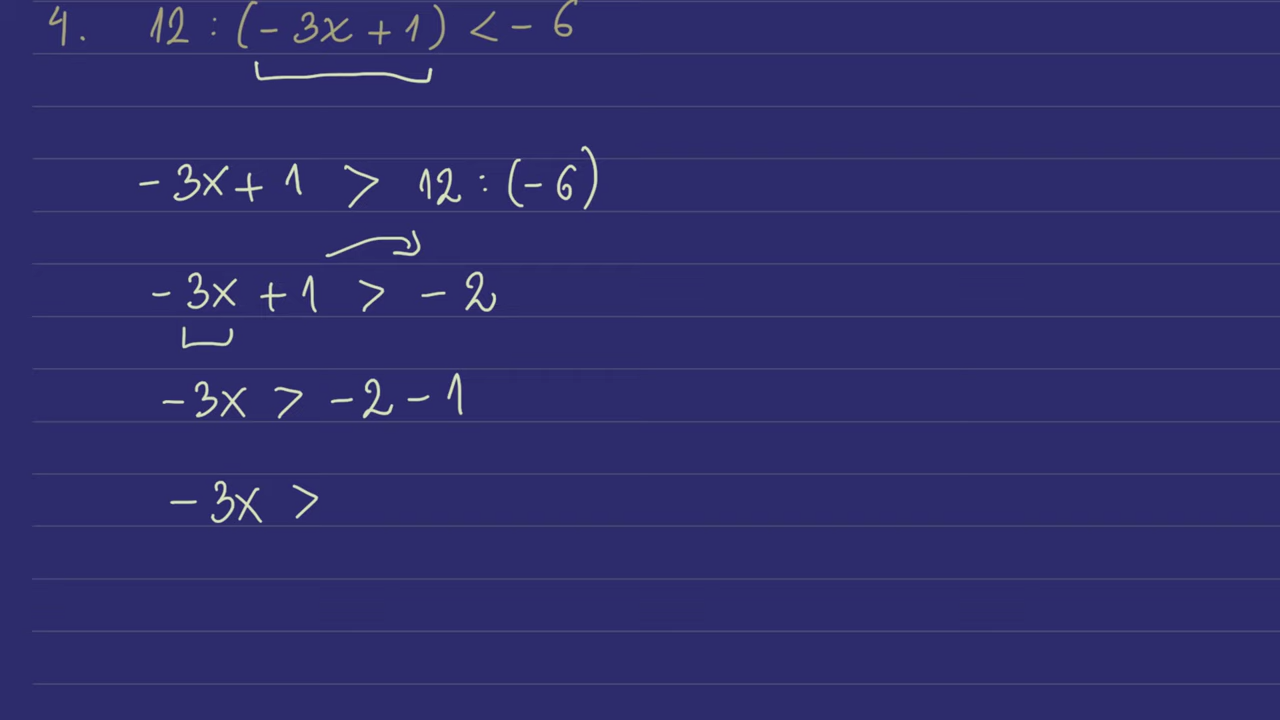 4. 12 : (- 3x + 1) < - 6
- 3x + 1 > 12 : (- 6)
- 3x + 1 > - 2
- 3x > - 2 - 1
- 3x >